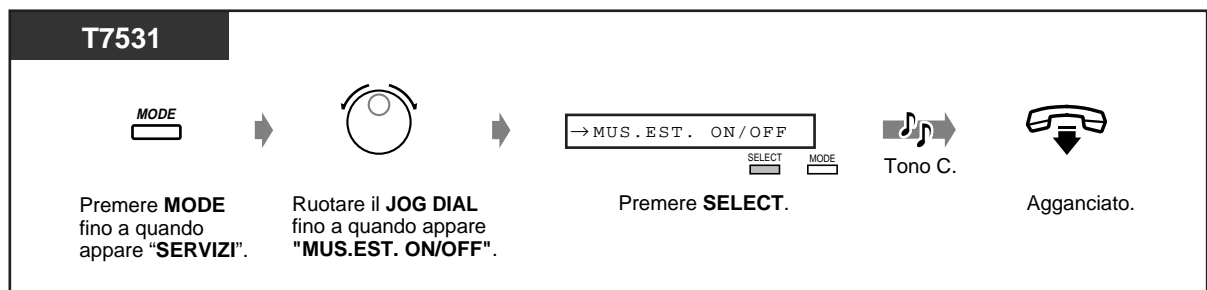 T7531
MODE
→MUS.EST. ON/OFF
SELECT MODE
Tono C.
Premere MODE
fino a quando
appare “SERVIZI”.
Ruotare il JOG DIAL
fino a quando appare
"MUS.EST. ON/OFF".
Premere SELECT.
Agganciato.